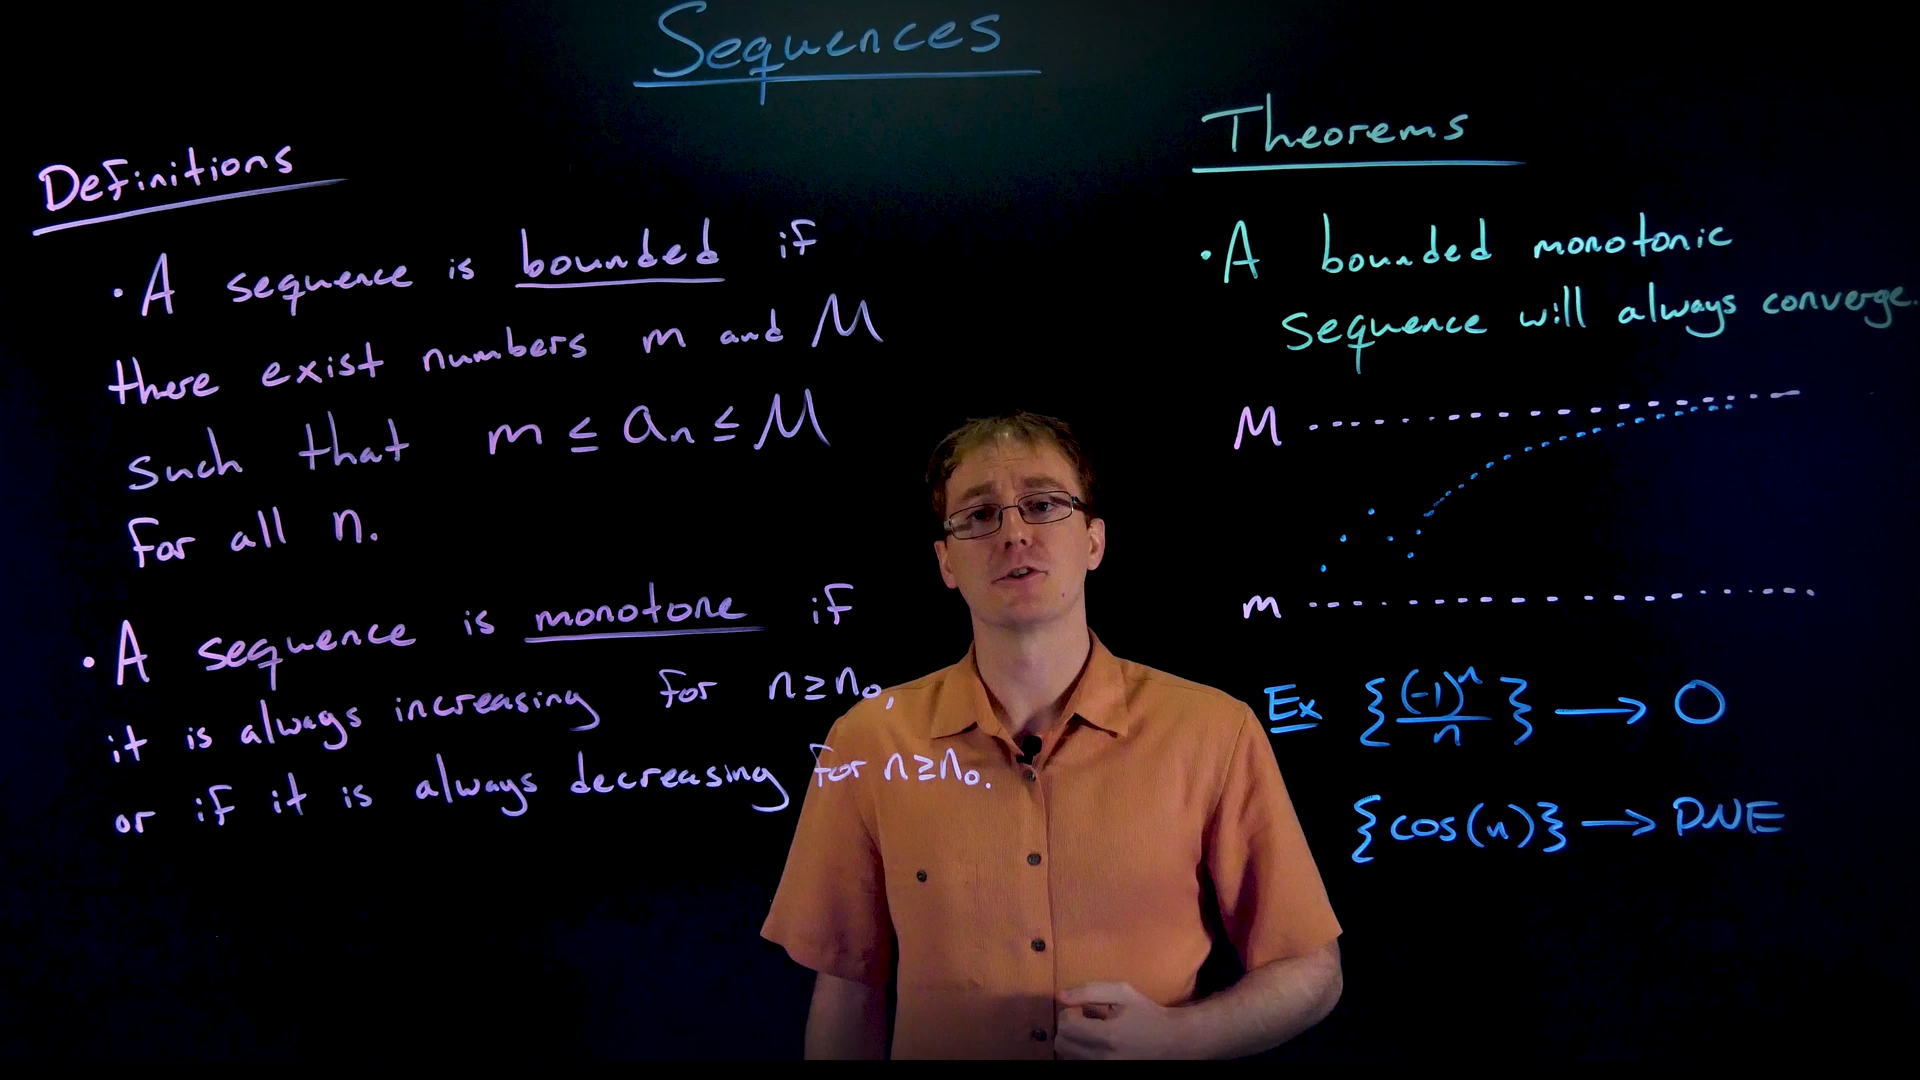 Sequences
Definitions
• A sequence is bounded if
there exist numbers m and M
such that m ≤ aₙ ≤ M
for all n.
• A sequence is monotone if
it is always increasing for n ≥ n₀,
or if it is always decreasing for n ≥ n₀.
Theorems
• A bounded monotonic
sequence will always converge.
M
m
Ex {(-1)ⁿ/n} → 0
{cos(n)} → DNE